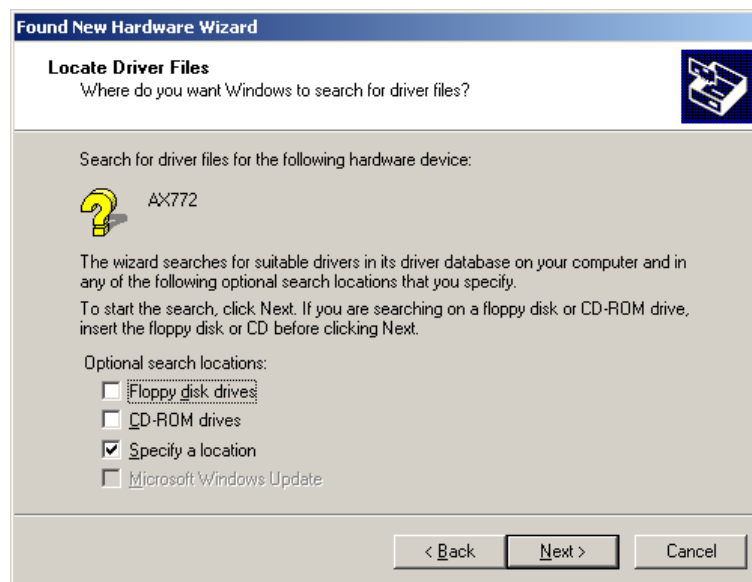 Found New Hardware Wizard
Locate Driver Files
Where do you want Windows to search for driver files?
Search for driver files for the following hardware device:
AX772
The wizard searches for suitable drivers in its driver database on your computer and in
any of the following optional search locations that you specify.
To start the search, click Next. If you are searching on a floppy disk or CD-ROM drive,
insert the floppy disk or CD before clicking Next.
Optional search locations:
Floppy disk drives
CD-ROM drives
Specify a location
Microsoft Windows Update
< Back Next > Cancel